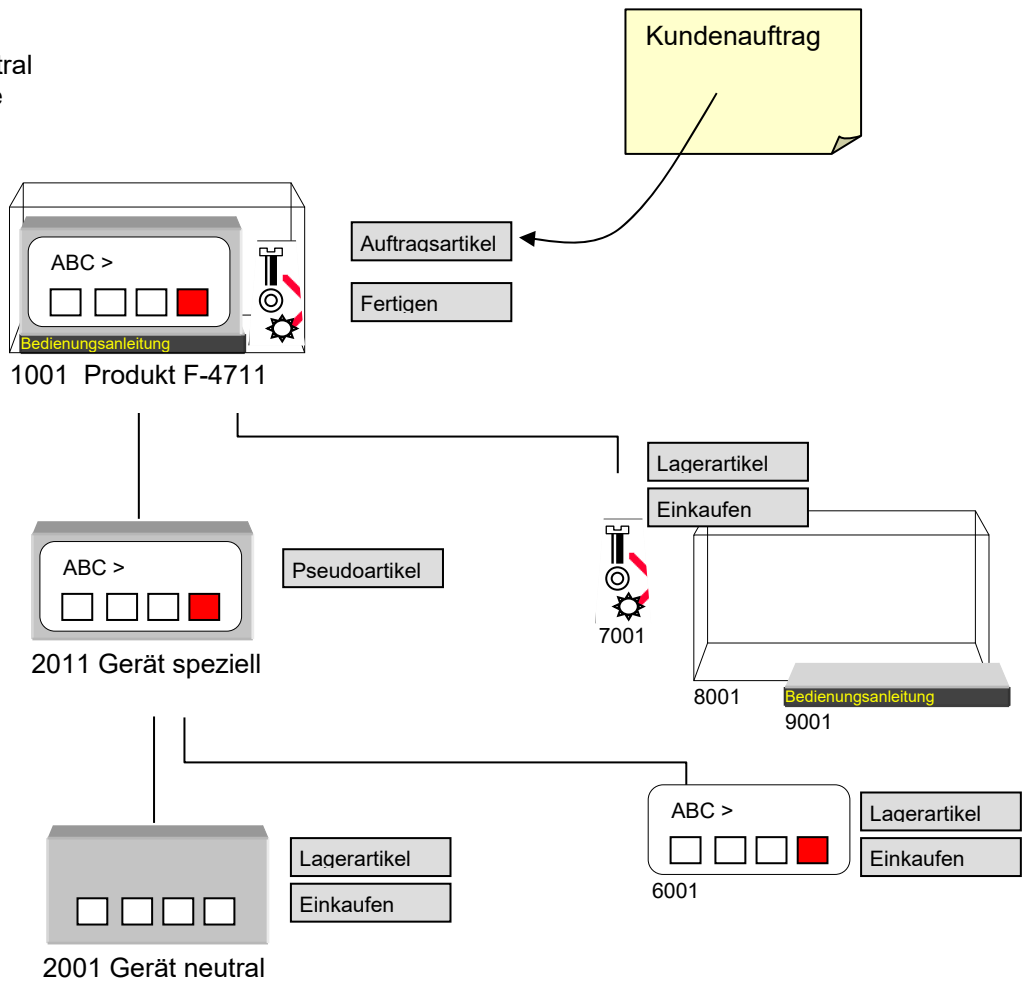 Kundenauftrag
tral
e
ABC >
Bedienungsanleitung
1001 Produkt F-4711
Auftragsartikel
Fertigen
Lagerartikel
Einkaufen
7001
8001
Bedienungsanleitung
9001
ABC >
2011 Gerät speziell
Pseudoartikel
ABC >
6001
Lagerartikel
Einkaufen
Lagerartikel
Einkaufen
2001 Gerät neutral